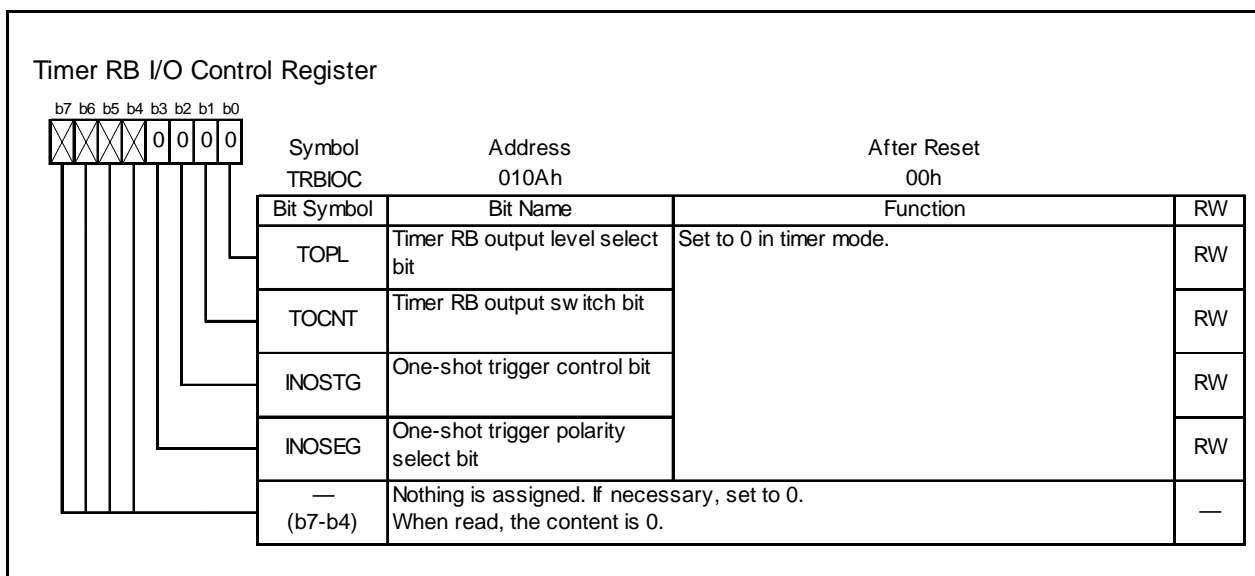 Timer RB I/O Control Register
b7 b6 b5 b4 b3 b2 b1 b0
0 0 0 0
Symbol Address After Reset
TRBIOC 010Ah 00h
Bit Symbol Bit Name Function RW
TOPL Timer RB output level select bit Set to 0 in timer mode. RW
TOCNT Timer RB output switch bit RW
INOSTG One-shot trigger control bit RW
INOSEG One-shot trigger polarity select bit RW
— (b7-b4) Nothing is assigned. If necessary, set to 0. —
When read, the content is 0.